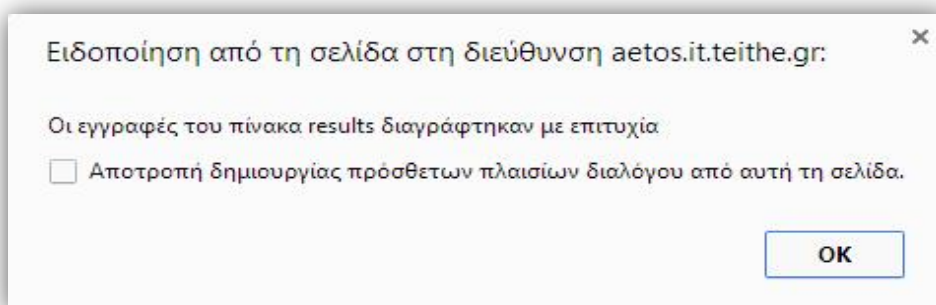 Ειδοποίηση από τη σελίδα στη διεύθυνση aetos.it.teithe.gr:
Οι εγγραφές του πίνακα results διαγράφτηκαν με επιτυχία
Αποτροπή δημιουργίας πρόσθετων πλαισίων διαλόγου από αυτή τη σελίδα.
OK